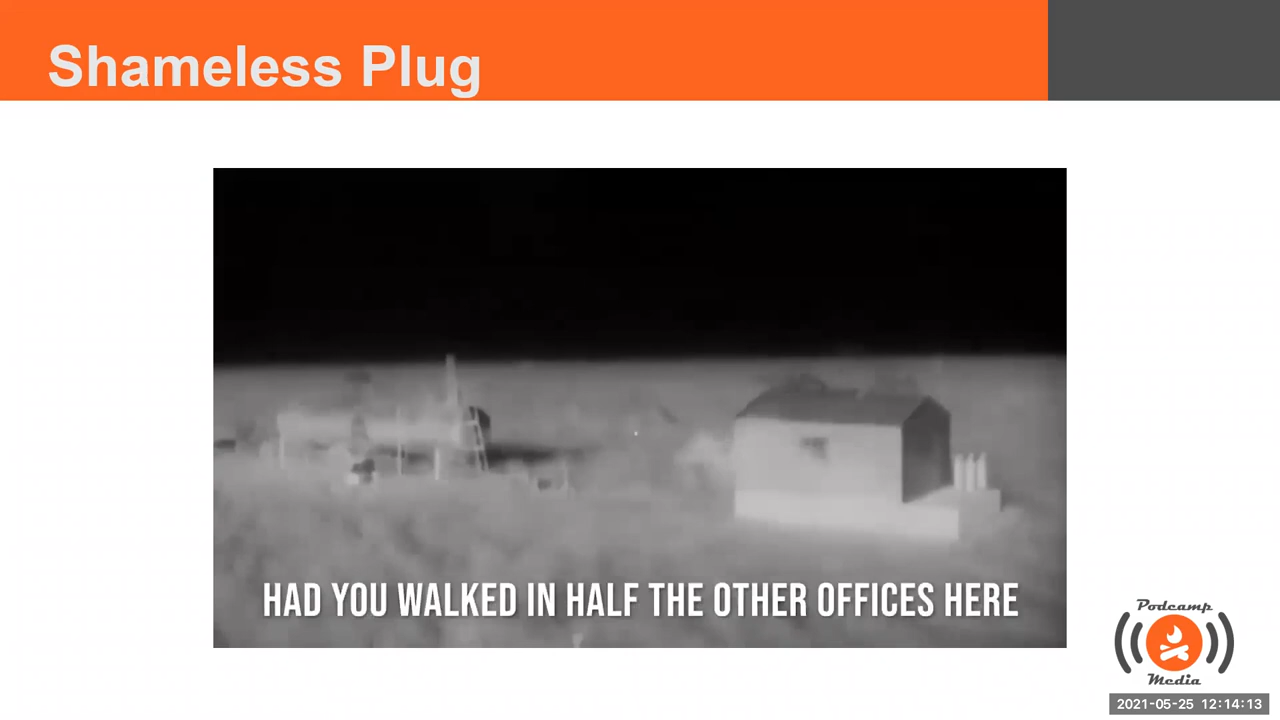 Shameless Plug
HAD YOU WALKED IN HALF THE OTHER OFFICES HERE
Podcamp
Media
2021-05-25 12:14:13